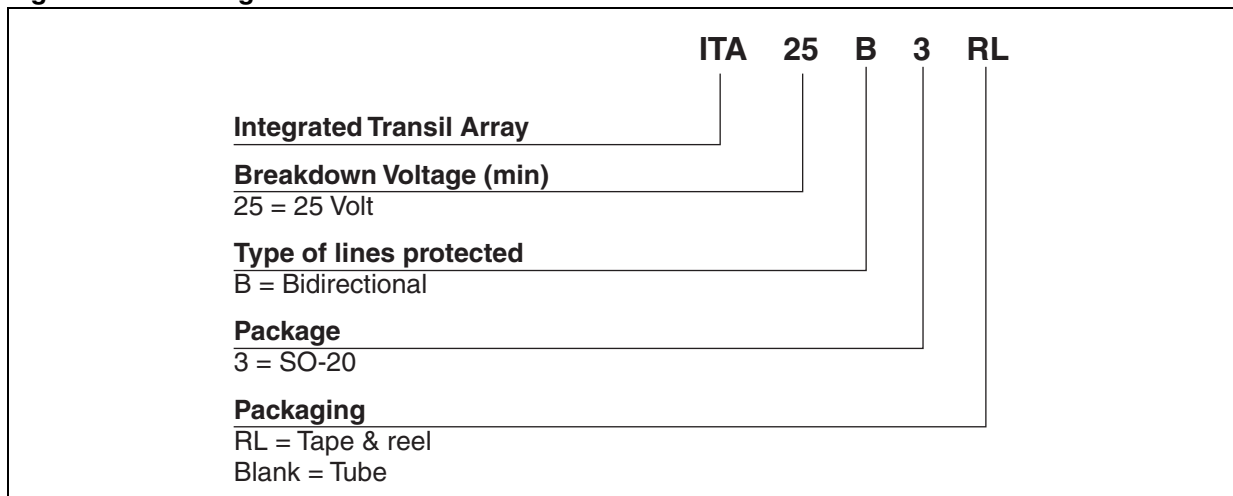 ITA 25 B 3 RL
Integrated Transil Array
Breakdown Voltage (min)
25 = 25 Volt
Type of lines protected
B = Bidirectional
Package
3 = SO-20
Packaging
RL = Tape & reel
Blank = Tube